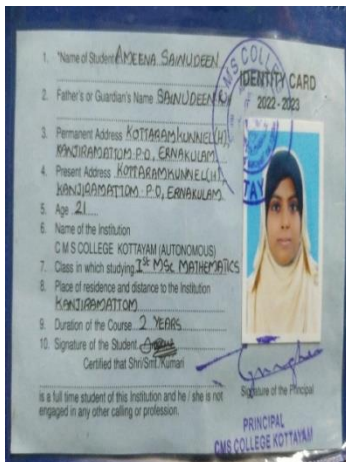 1. *Name of Student AMEENA SAINUDEEN
CMS COLLEGE
IDENTITY CARD
2022 - 2023
2. Father's or Guardian's Name SAINUDEEN
3. Permanent Address KOTTARAMKUNNEL(H),
KANJIRAMATTOM P.O, ERNAKULAM
4. Present Address KOTTARAMKUNNEL(H)
KANJIRAMATTOM P.O, ERNAKULAM
5. Age 21
6. Name of the Institution
C M S COLLEGE KOTTAYAM (AUTONOMOUS)
7. Class in which studying Ist MSc MATHEMATICS
8. Place of residence and distance to the Institution
KANJIRAMATTOM
9. Duration of the Course 2 YEARS
10. Signature of the Student
Certified that Shri/Smt./Kumari
is a full time student of this Institution and he / she is not
engaged in any other calling or profession.
Signature of the Principal
PRINCIPAL
CMS COLLEGE KOTTAYAM